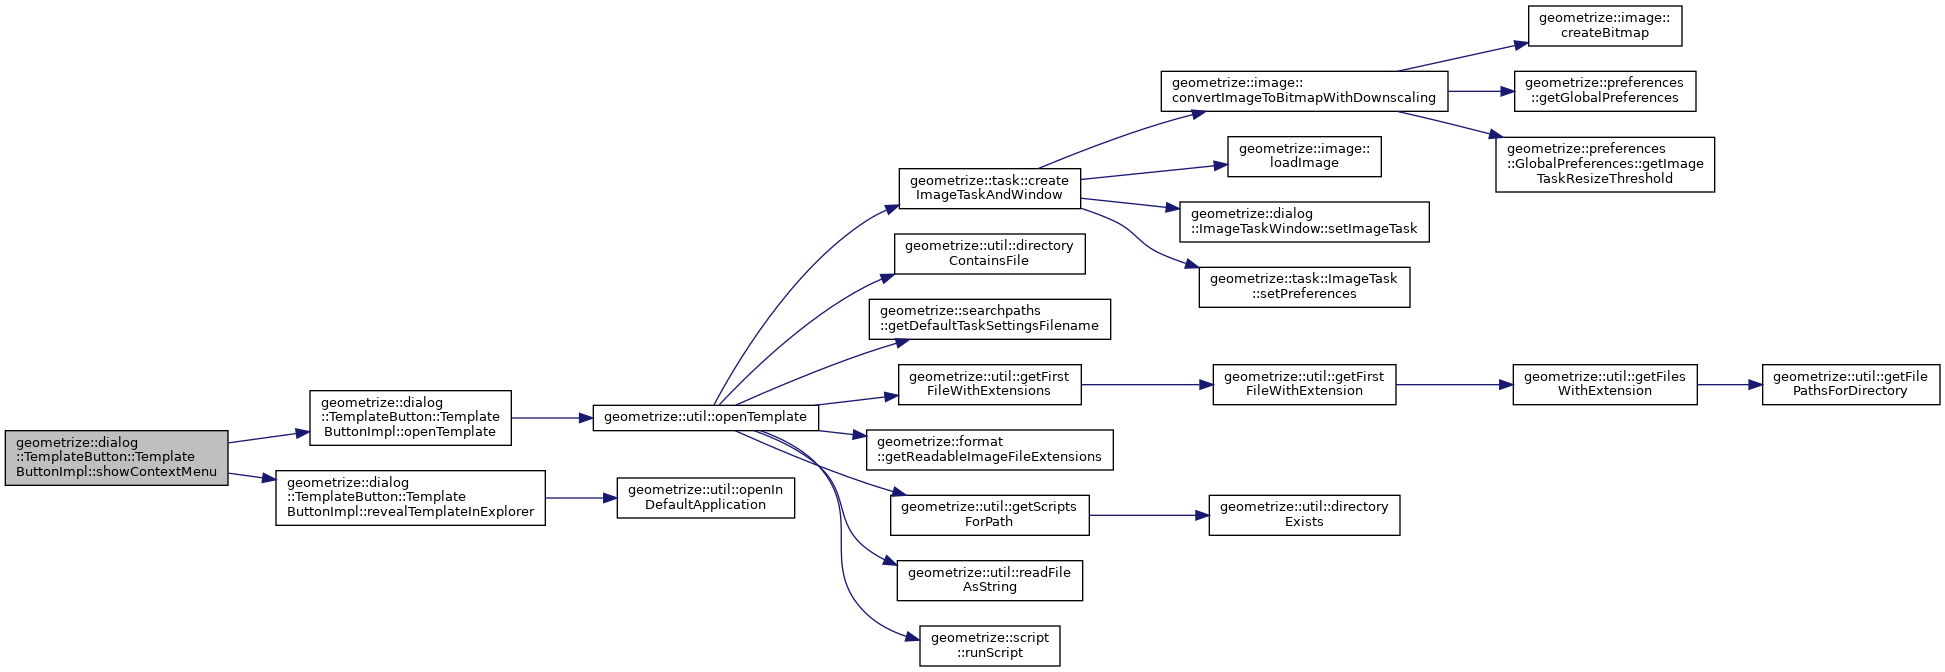 geometrize::dialog
::TemplateButton::Template
ButtonImpl::showContextMenu
geometrize::dialog
::TemplateButton::Template
ButtonImpl::openTemplate
geometrize::dialog
::TemplateButton::Template
ButtonImpl::revealTemplateInExplorer
geometrize::util::openTemplate
geometrize::util::openIn
DefaultApplication
geometrize::task::create
ImageTaskAndWindow
geometrize::util::directory
ContainsFile
geometrize::searchpaths
::getDefaultTaskSettingsFilename
geometrize::util::getFirst
FileWithExtensions
geometrize::format
::getReadableImageFileExtensions
geometrize::util::getScripts
ForPath
geometrize::util::readFile
AsString
geometrize::script
::runScript
geometrize::image::
convertImageToBitmapWithDownscaling
geometrize::image::
loadImage
geometrize::dialog
::ImageTaskWindow::setImageTask
geometrize::task::ImageTask
::setPreferences
geometrize::util::getFirst
FileWithExtension
geometrize::util::directory
Exists
geometrize::image::
createBitmap
geometrize::preferences
::getGlobalPreferences
geometrize::preferences
::GlobalPreferences::getImage
TaskResizeThreshold
geometrize::util::getFiles
WithExtension
geometrize::util::getFile
PathsForDirectory